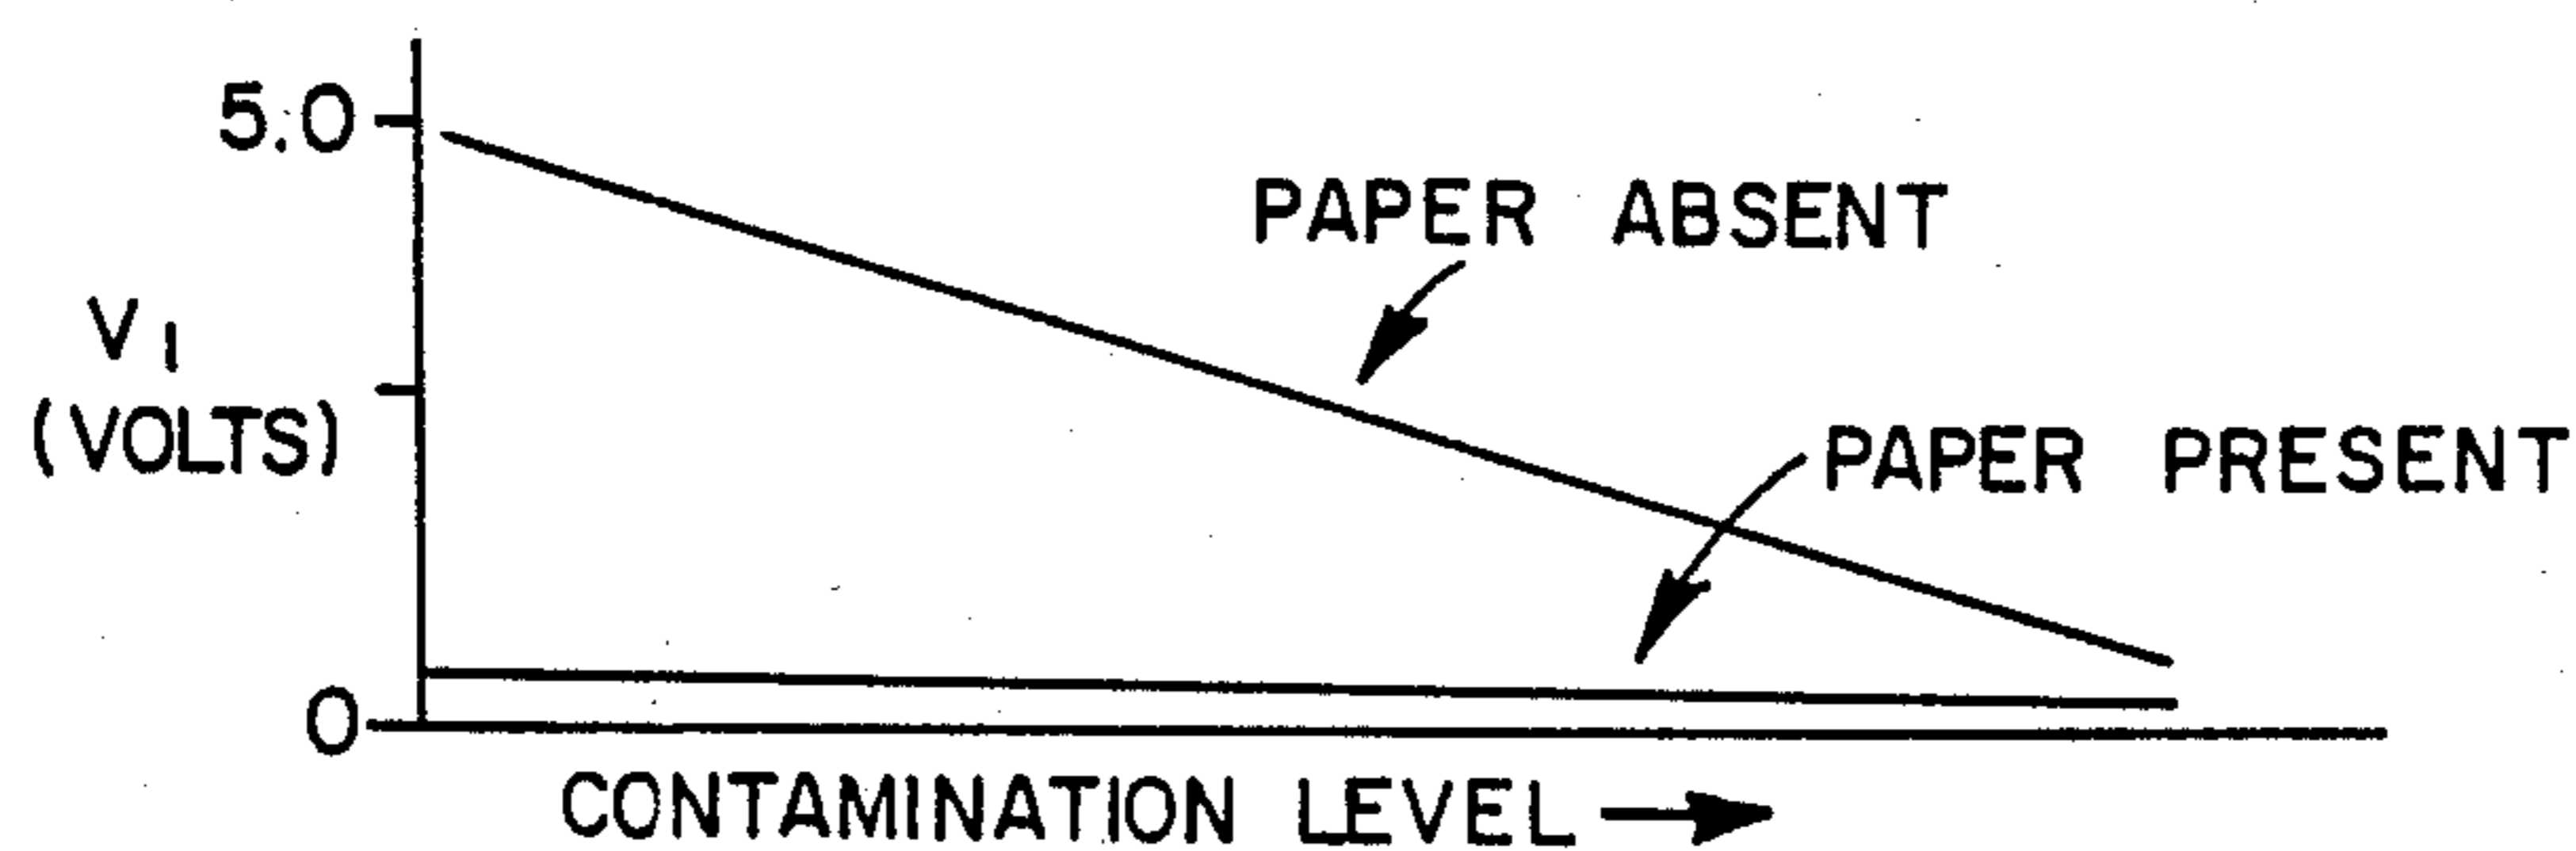 5.0
PAPER ABSENT
V1
(VOLTS)
PAPER PRESENT
0
CONTAMINATION LEVEL